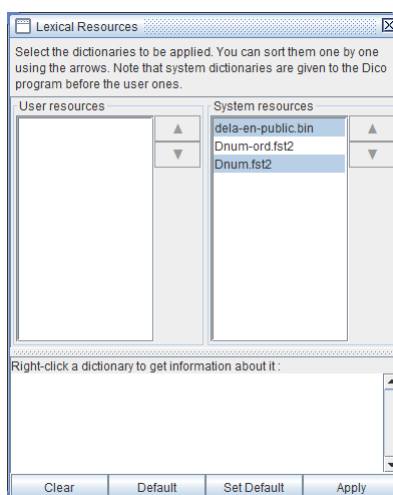 Lexical Resources
Select the dictionaries to be applied. You can sort them one by one
using the arrows. Note that system dictionaries are given to the Dico
program before the user ones.
User resources
System resources
dela-en-public.bin
Dnum-ord.fst2
Dnum.fst2
Right-click a dictionary to get information about it :
Clear Default Set Default Apply